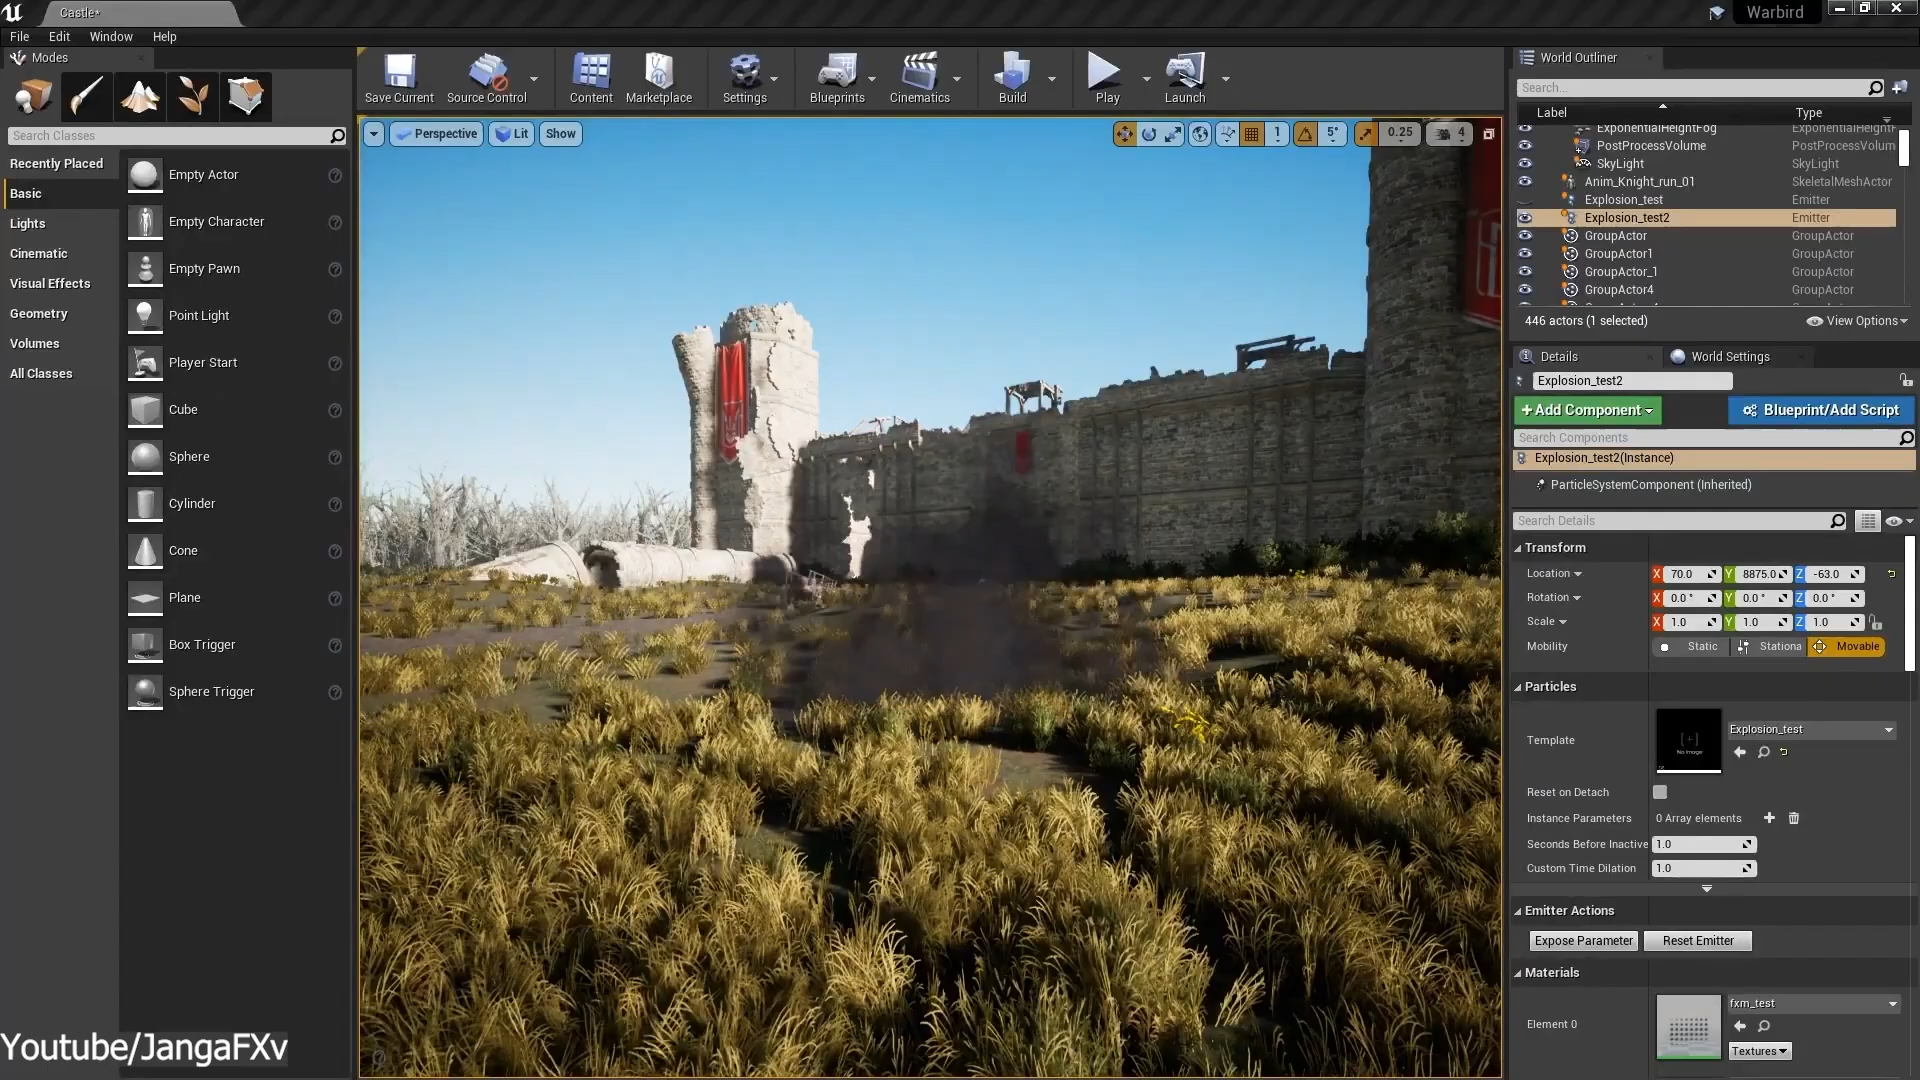 Castle*
Warbird
File Edit Window Help
Modes
Save Current
Source Control
Content
Marketplace
Settings
Blueprints
Cinematics
Build
Play
Launch
Search Classes
Recently Placed
Basic
Lights
Cinematic
Visual Effects
Geometry
Volumes
All Classes
Empty Actor
Empty Character
Empty Pawn
Point Light
Player Start
Cube
Sphere
Cylinder
Cone
Plane
Box Trigger
Sphere Trigger
Perspective
Lit
Show
1
5°
0.25
4
World Outliner
Search...
Label Type
ExponentialHeightFog ExponentialHeightF
PostProcessVolume PostProcessVolum
SkyLight SkyLight
Anim_Knight_run_01 SkeletalMeshActor
Explosion_test Emitter
Explosion_test2 Emitter
GroupActor GroupActor
GroupActor1 GroupActor
GroupActor_1 GroupActor
GroupActor4 GroupActor
446 actors (1 selected) View Options
Details World Settings
Explosion_test2
+Add Component Blueprint/Add Script
Search Components
Explosion_test2(Instance)
ParticleSystemComponent (Inherited)
Search Details
Transform
Location X 70.0 Y 8875.0 Z -63.0
Rotation X 0.0 ° Y 0.0 ° Z 0.0 °
Scale X 1.0 Y 1.0 Z 1.0
Mobility Static Stationa Movable
Particles
Template
No Image
Explosion_test
Reset on Detach
Instance Parameters 0 Array elements
Seconds Before Inactive 1.0
Custom Time Dilation 1.0
Emitter Actions
Expose Parameter Reset Emitter
Materials
Element 0
fxm_test
Textures
Youtube/JangaFXv